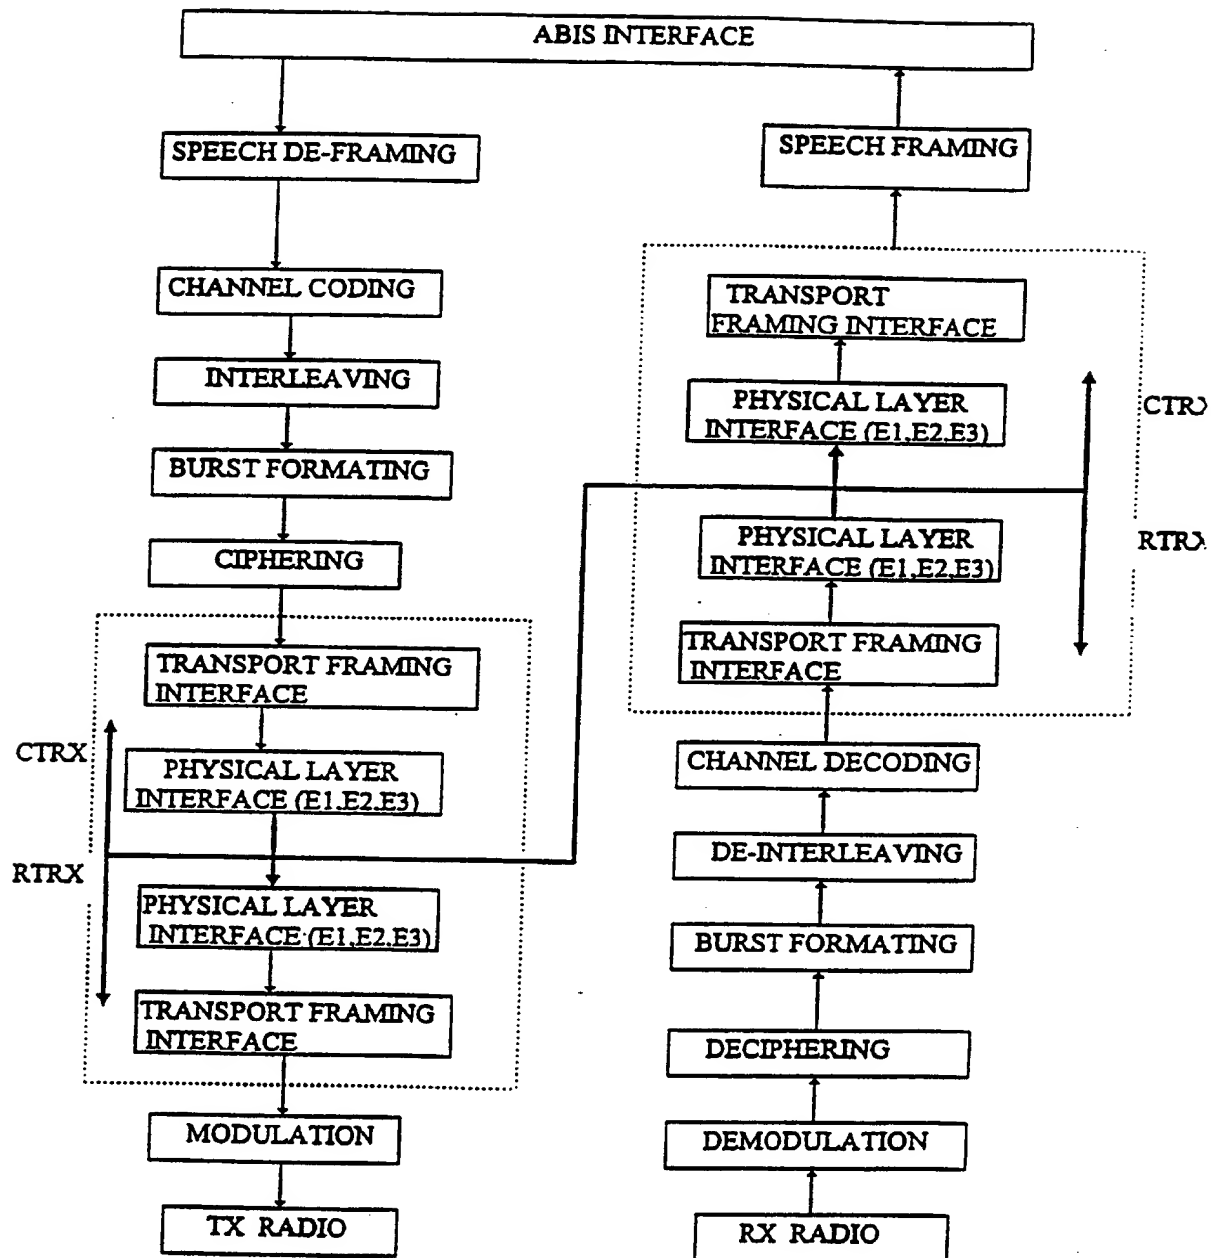 ABIS INTERFACE
SPEECH DE-FRAMING
CHANNEL CODING
INTERLEAVING
BURST FORMATING
CIPHERING
TRANSPORT FRAMING
INTERFACE
CTRX
PHYSICAL LAYER
INTERFACE (E1,E2,E3)
RTRX
PHYSICAL LAYER
INTERFACE (E1,E2,E3)
TRANSPORT FRAMING
INTERFACE
MODULATION
TX RADIO
SPEECH FRAMING
TRANSPORT
FRAMING INTERFACE
PHYSICAL LAYER
INTERFACE (E1,E2,E3)
PHYSICAL LAYER
INTERFACE (E1,E2,E3)
TRANSPORT FRAMING
INTERFACE
CHANNEL DECODING
DE-INTERLEAVING
BURST FORMATING
DECIPHERING
DEMODULATION
RX RADIO